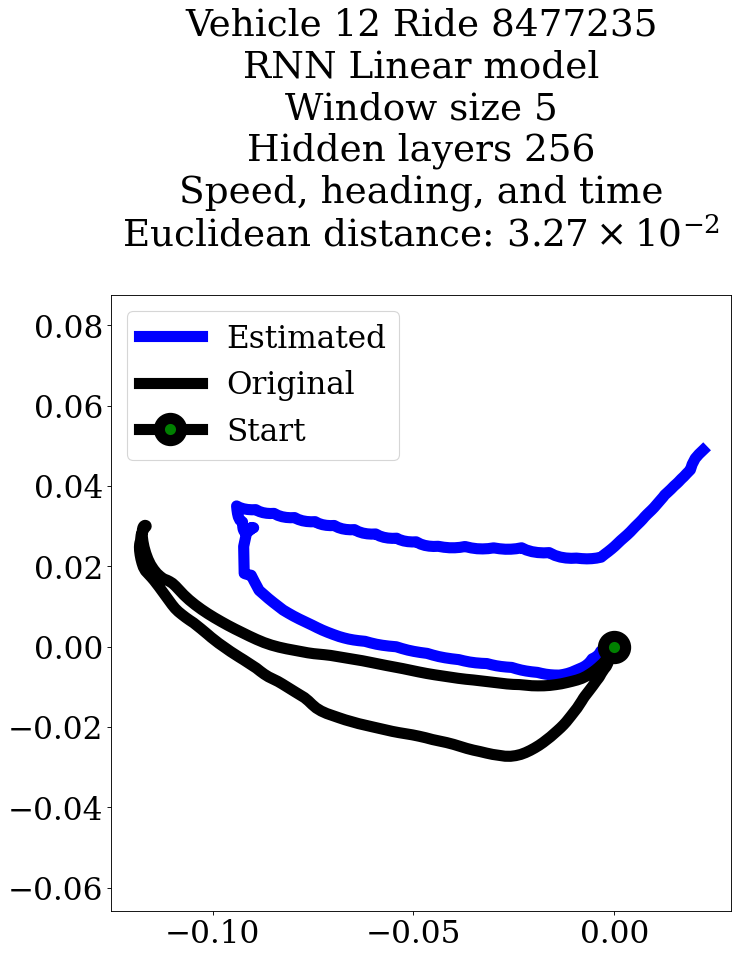 Vehicle 12 Ride 8477235
RNN Linear model
Window size 5
Hidden layers 256
Speed, heading, and time
Euclidean distance: 3.27 × 10⁻²
Estimated
Original
Start
0.08
0.06
0.04
0.02
0.00
−0.02
−0.04
−0.06
−0.10
−0.05
0.00